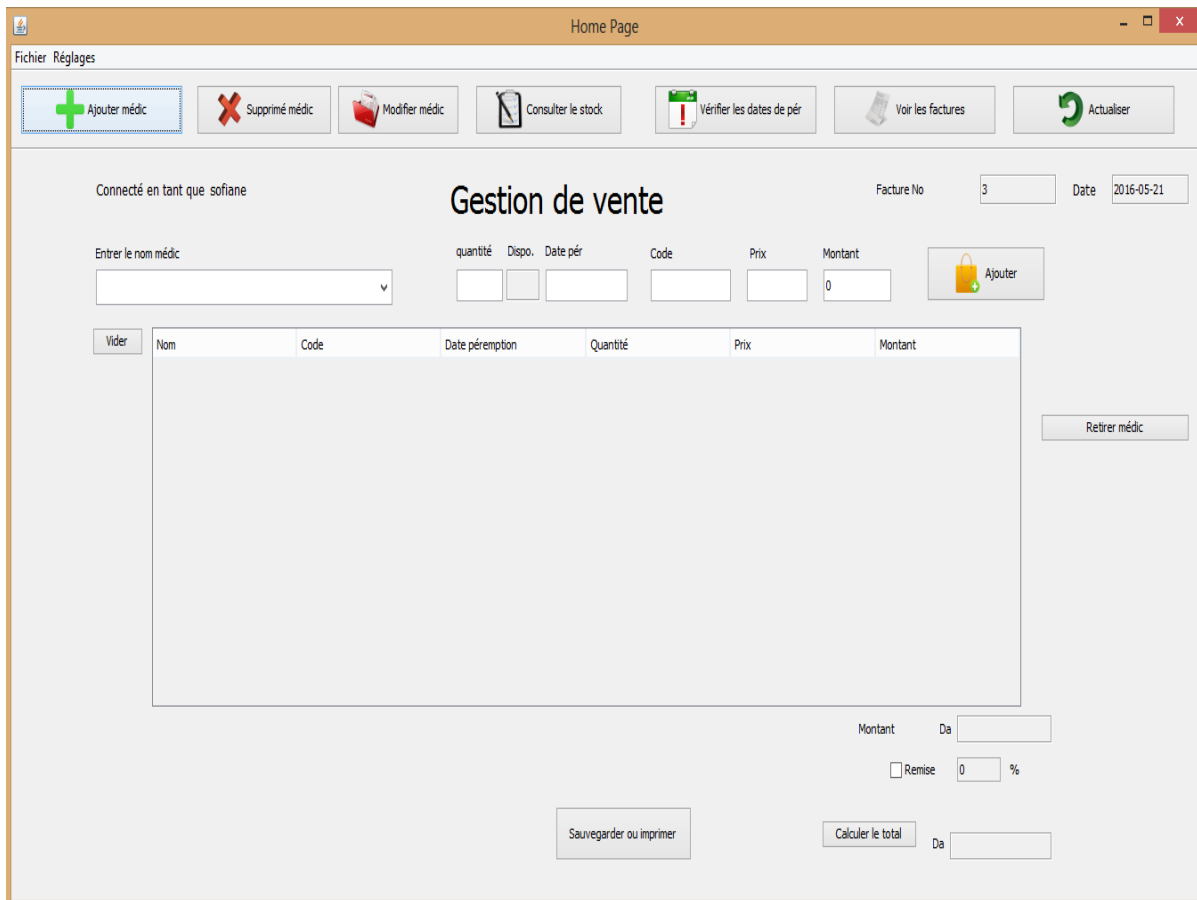 Home Page
Fichier Réglages
Ajouter médic Supprimé médic Modifier médic Consulter le stock Vérifier les dates de pér Voir les factures Actualiser
Connecté en tant que sofiane
Gestion de vente
Facture No 3 Date 2016-05-21
Entrer le nom médic quantité Dispo. Date pér Code Prix Montant
0
Ajouter
Vider
Nom Code Date péremption Quantité Prix Montant
Retirer médic
Montant Da
Remise 0 %
Sauvegarder ou imprimer
Calculer le total Da